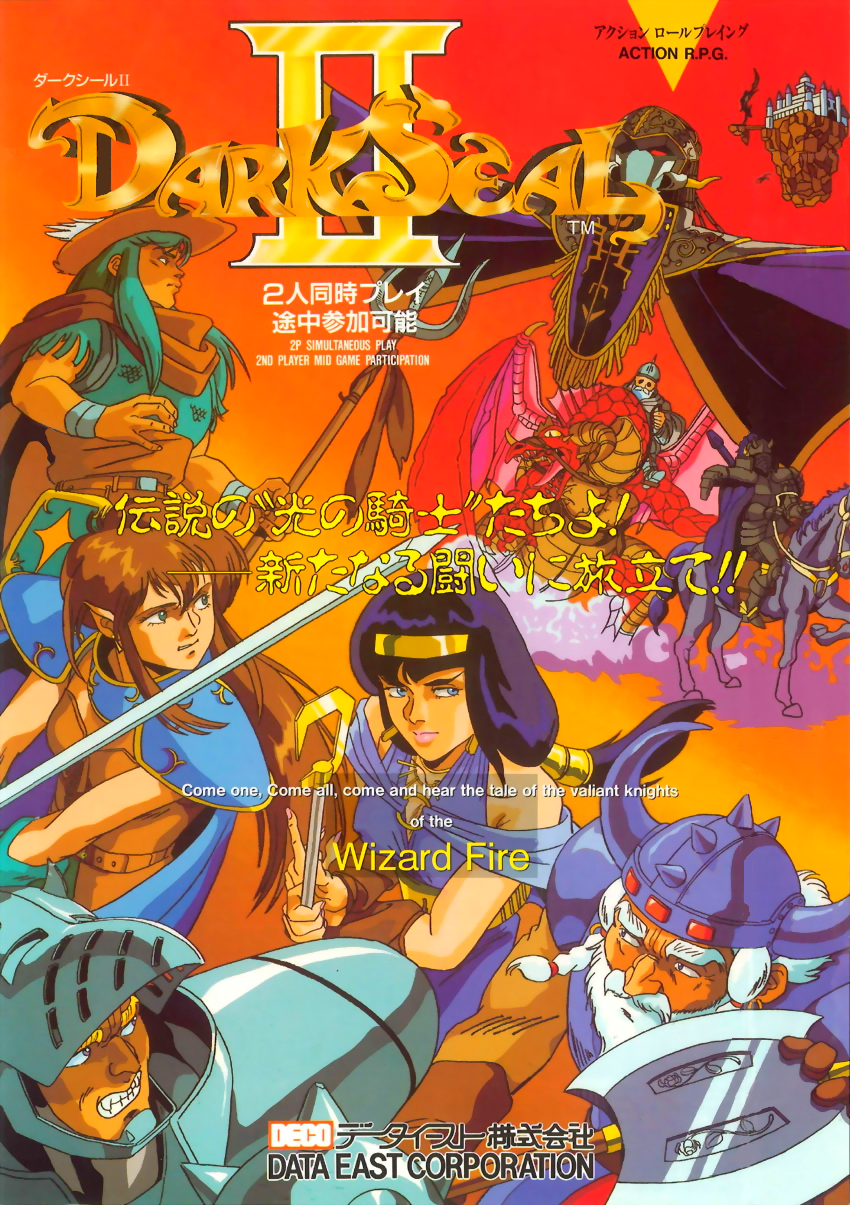 アクション ロールプレイング
ACTION R.P.G.
ダークシールII
II
DARK SEAL
TM
2人同時プレイ
途中参加可能
2P SIMULTANEOUS PLAY
2ND PLAYER MID GAME PARTICIPATION
伝説の"光の騎士"たちよ!
──新たなる闘いに旅立て!!
Come one, Come all, come and hear the tale of the valiant knights
of the
Wizard Fire
DECO データイースト株式会社
DATA EAST CORPORATION